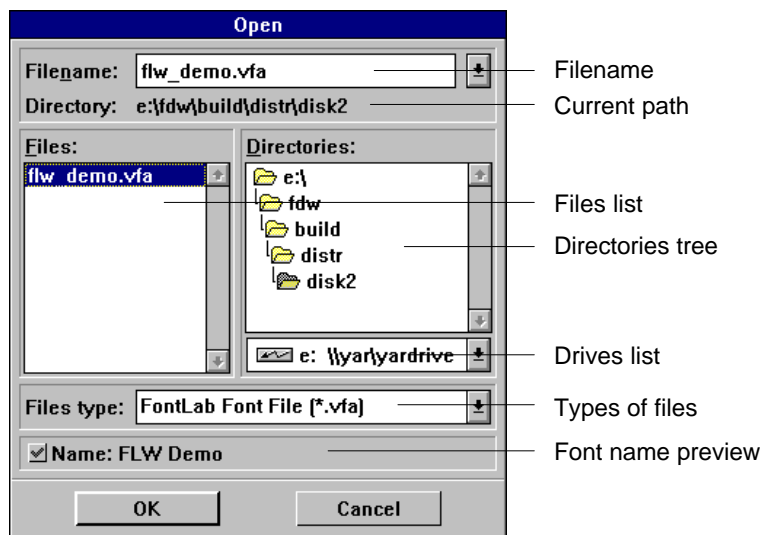 Open
Filename: flw_demo.vfa
Filename
Directory: e:\fdw\build\distr\disk2
Current path
Files:
flw_demo.vfa
Directories:
e:\
fdw
build
distr
disk2
Files list
Directories tree
e: \\yar\yardrive
Drives list
Files type: FontLab Font File (*.vfa)
Types of files
Name: FLW Demo
Font name preview
OK
Cancel